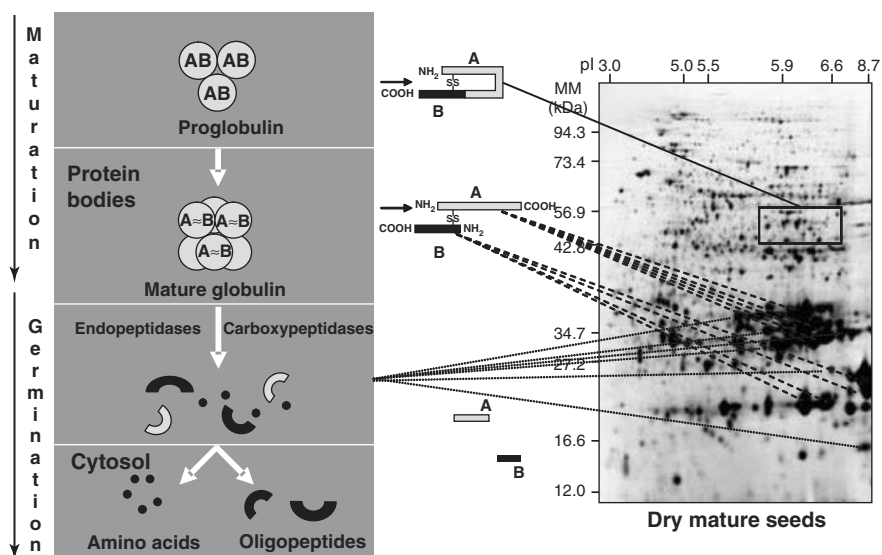 Maturation
Germination
AB AB
AB
Proglobulin
Protein
bodies
A≈B A≈B
A≈B
Mature globulin
Endopeptidases Carboxypeptidases
Cytosol
Amino acids Oligopeptides
A
NH2
SS
COOH
B
A
NH2 COOH
SS
COOH NH2
B
A
B
pI 3.0 5.0 5.5 5.9 6.6 8.7
MM
(kDa)
94.3
73.4
56.9
42.8
34.7
27.2
16.6
12.0
Dry mature seeds